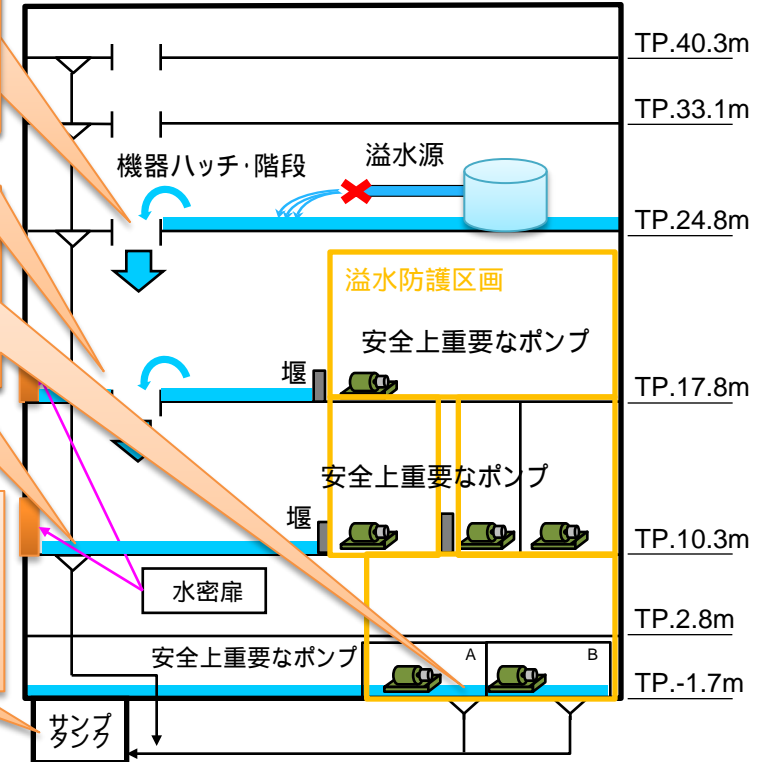 TP.40.3m
TP.33.1m
機器ハッチ・階段
溢水源
TP.24.8m
溢水防護区画
安全上重要なポンプ
堰
TP.17.8m
安全上重要なポンプ
堰
TP.10.3m
水密扉
TP.2.8m
安全上重要なポンプ
A
B
TP.-1.7m
サンプ
タンク